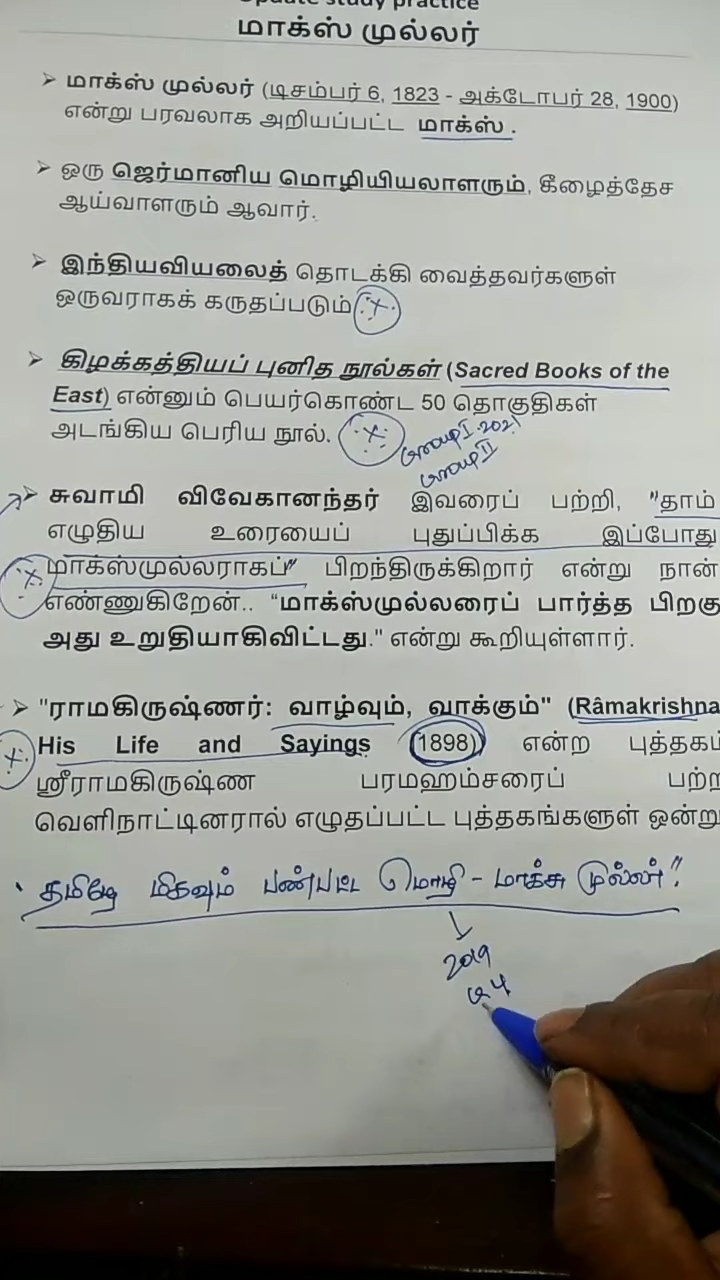 Update study practice
மாக்ஸ் முல்லர்
➤ மாக்ஸ் முல்லர் (டிசம்பர் 6, 1823 - அக்டோபர் 28, 1900)
என்று பரவலாக அறியப்பட்ட மாக்ஸ் .
➤ ஒரு ஜெர்மானிய மொழியியலாளரும், கீழைத்தேச
ஆய்வாளரும் ஆவார்.
➤ இந்தியவியலைத் தொடக்கி வைத்தவர்களுள்
ஒருவராகக் கருதப்படும்
➤ கிழக்கத்தியப் புனித நூல்கள் (Sacred Books of the
East) என்னும் பெயர்கொண்ட 50 தொகுதிகள்
அடங்கிய பெரிய நூல்.
Group I 2021
Group II
➤ சுவாமி விவேகானந்தர் இவரைப் பற்றி, "தாம்
எழுதிய உரையைப் புதுப்பிக்க இப்போது
மாக்ஸ்முல்லராகப்" பிறந்திருக்கிறார் என்று நான்
எண்ணுகிறேன்.. "மாக்ஸ்முல்லரைப் பார்த்த பிறகு
அது உறுதியாகிவிட்டது." என்று கூறியுள்ளார்.
➤ "ராமகிருஷ்ணர்: வாழ்வும், வாக்கும்" (Râmakrishna
His Life and Sayings (1898) என்ற புத்தகம்
ஸ்ரீராமகிருஷ்ண பரமஹம்சரைப் பற்றி
வெளிநாட்டினரால் எழுதப்பட்ட புத்தகங்களுள் ஒன்று
தமிழே மிகவும் பண்பட்ட மொழி - மாக்சு முல்லர்"
2019